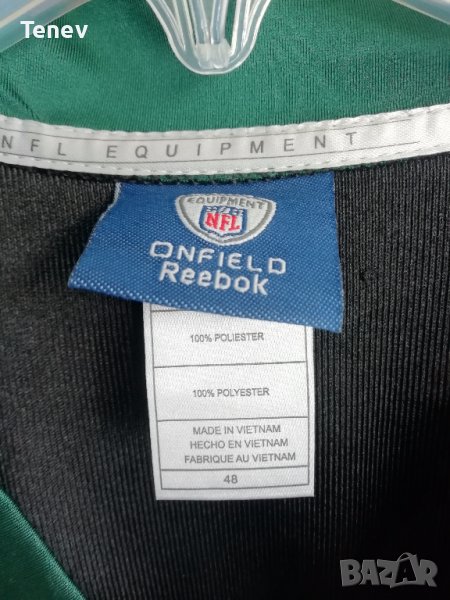 Tenev
NFL EQUIPMENT
EQUIPMENT
NFL
ONFIELD
Reebok
100% POLIESTER
100% POLYESTER
MADE IN VIETNAM
HECHO EN VIETNAM
FABRIQUE AU VIETNAM
48
BAZAR